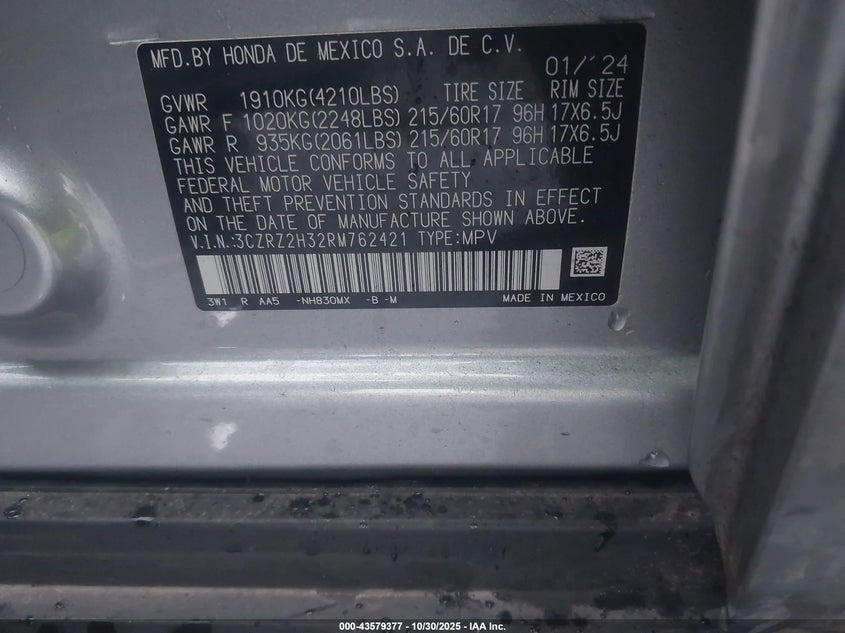 MFD.BY HONDA DE MEXICO S.A. DE C.V.
01/'24
GVWR 1910KG(4210LBS) TIRE SIZE RIM SIZE
GAWR F 1020KG(2248LBS) 215/60R17 96H 17X6.5J
GAWR R 935KG(2061LBS) 215/60R17 96H 17X6.5J
THIS VEHICLE CONFORMS TO ALL APPLICABLE
FEDERAL MOTOR VEHICLE SAFETY
AND THEFT PREVENTION STANDARDS IN EFFECT
ON THE DATE OF MANUFACTURE SHOWN ABOVE.
V.I.N.:3CZRZ2H32RM762421 TYPE:MPV
3W1 R AA5 -NH830MX -B -M MADE IN MEXICO
000-43579377 - 10/30/2025 - IAA Inc.